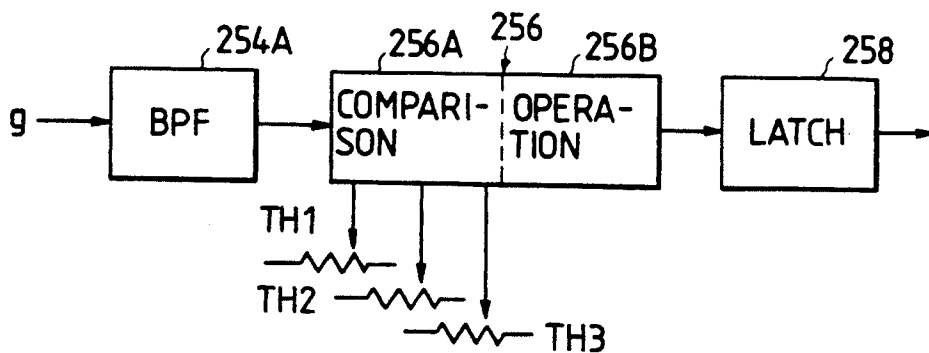 254A
256A
256
256B
258
g
BPF
COMPARI-
SON
OPERA-
TION
LATCH
TH1
TH2
TH3